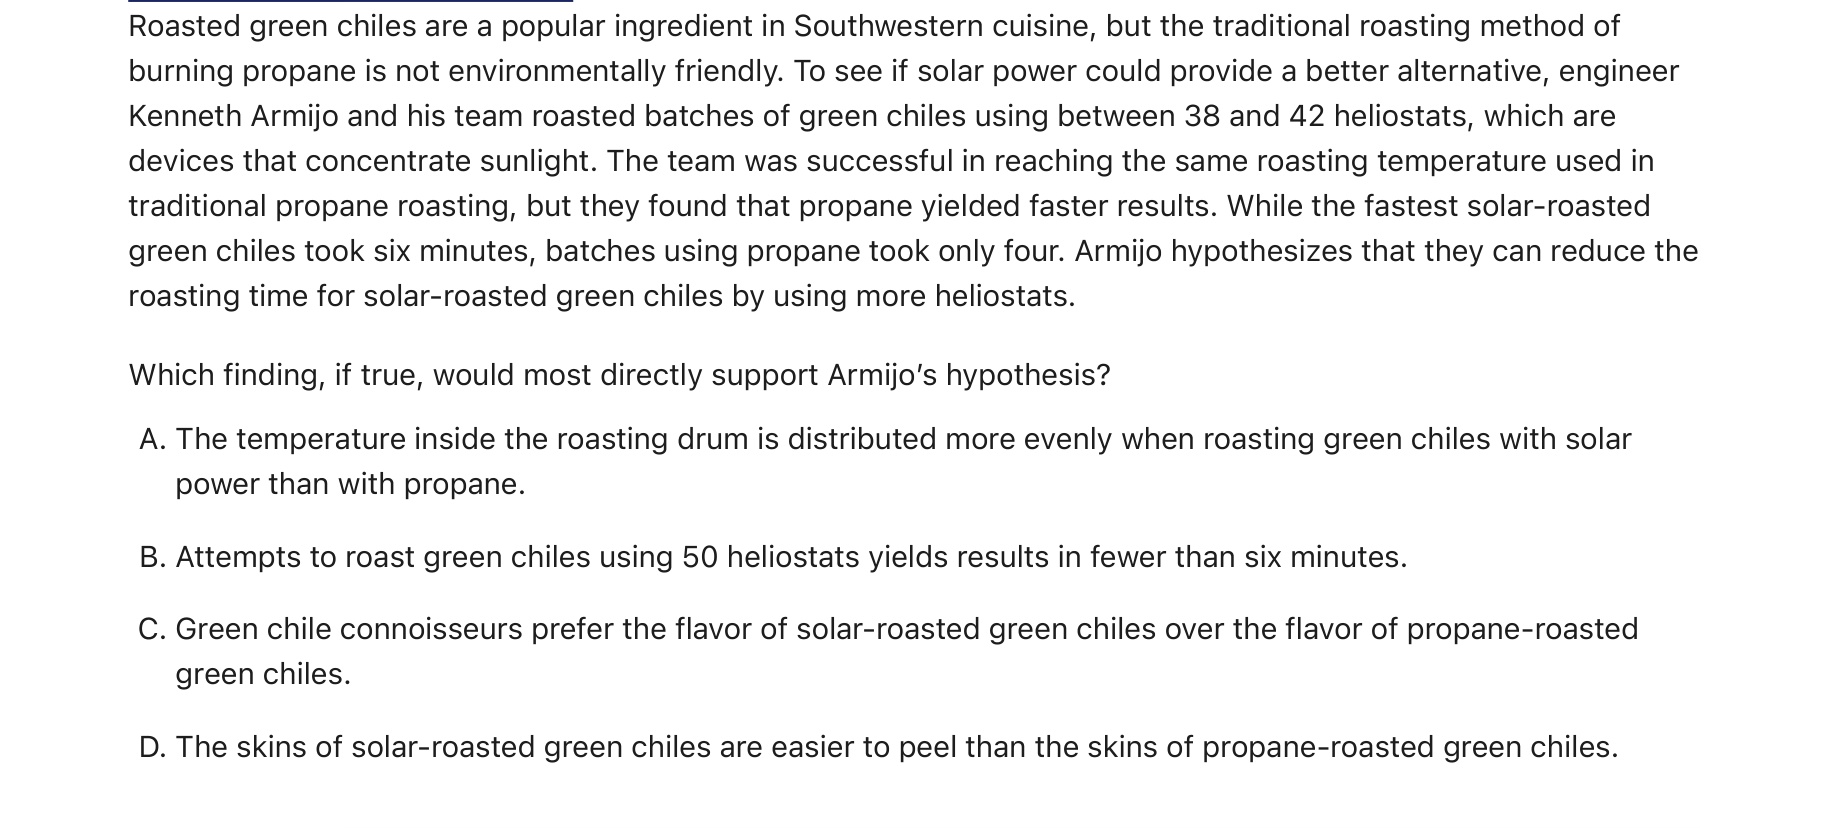 Roasted green chiles are a popular ingredient in Southwestern cuisine, but the traditional roasting method of
burning propane is not environmentally friendly. To see if solar power could provide a better alternative, engineer
Kenneth Armijo and his team roasted batches of green chiles using between 38 and 42 heliostats, which are
devices that concentrate sunlight. The team was successful in reaching the same roasting temperature used in
traditional propane roasting, but they found that propane yielded faster results. While the fastest solar-roasted
green chiles took six minutes, batches using propane took only four. Armijo hypothesizes that they can reduce the
roasting time for solar-roasted green chiles by using more heliostats.
Which finding, if true, would most directly support Armijo’s hypothesis?
A. The temperature inside the roasting drum is distributed more evenly when roasting green chiles with solar
power than with propane.
B. Attempts to roast green chiles using 50 heliostats yields results in fewer than six minutes.
C. Green chile connoisseurs prefer the flavor of solar-roasted green chiles over the flavor of propane-roasted
green chiles.
D. The skins of solar-roasted green chiles are easier to peel than the skins of propane-roasted green chiles.